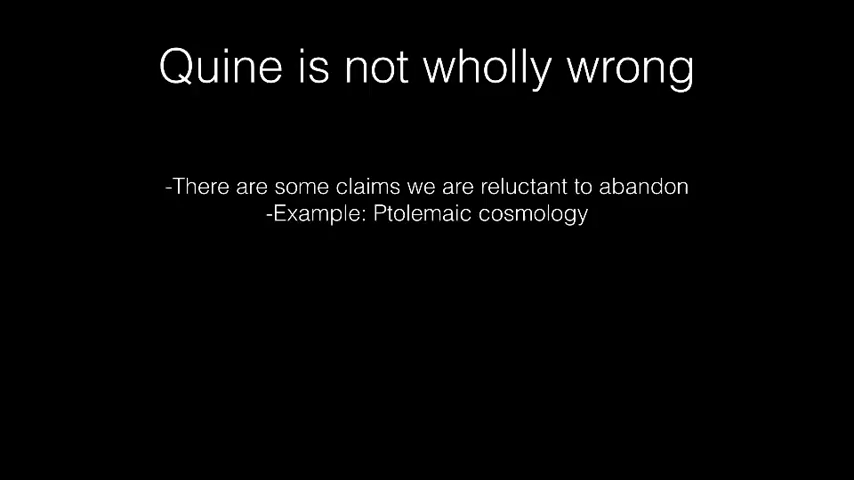 Quine is not wholly wrong
-There are some claims we are reluctant to abandon
-Example: Ptolemaic cosmology